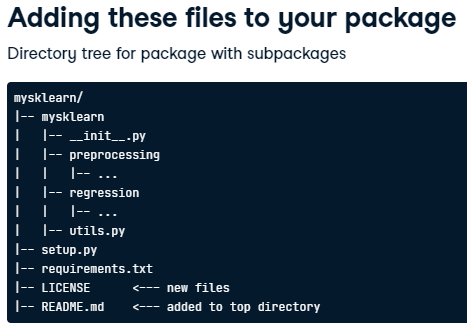 Adding these files to your package
Directory tree for package with subpackages
mysklearn/
|-- mysklearn
|   |-- __init__.py
|   |-- preprocessing
|   |   |-- ...
|   |-- regression
|   |   |-- ...
|   |-- utils.py
|-- setup.py
|-- requirements.txt
|-- LICENSE      <--- new files
|-- README.md    <--- added to top directory